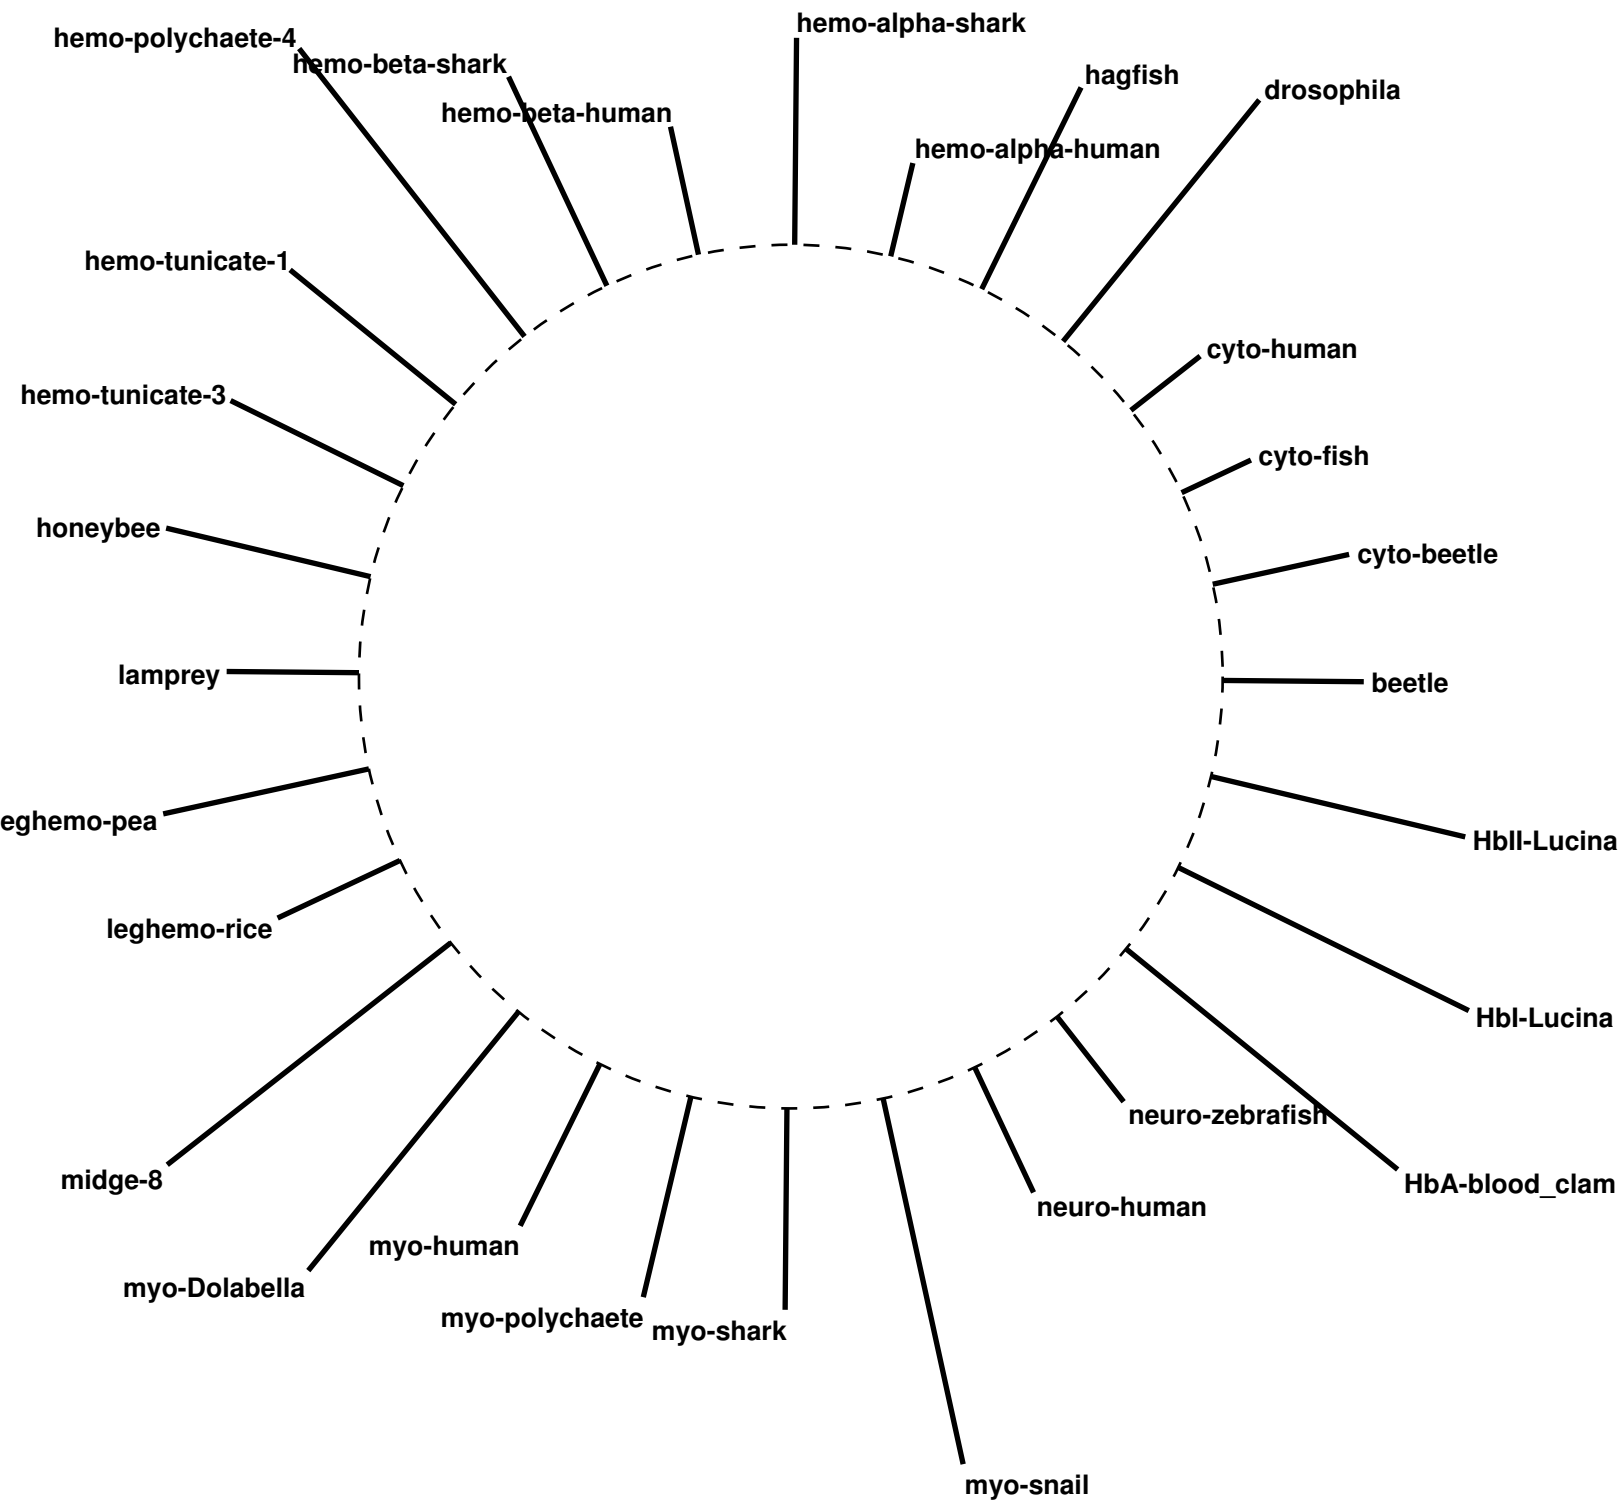 hemo-alpha-shark
hemo-polychaete-4
hemo-beta-shark
hagfish
drosophila
hemo-beta-human
hemo-alpha-human
hemo-tunicate-1
cyto-human
hemo-tunicate-3
cyto-fish
honeybee
cyto-beetle
lamprey
beetle
eghemo-pea
HbII-Lucina
leghemo-rice
HbI-Lucina
neuro-zebrafish
midge-8
HbA-blood_clam
neuro-human
myo-human
myo-Dolabella
myo-polychaete
myo-shark
myo-snail